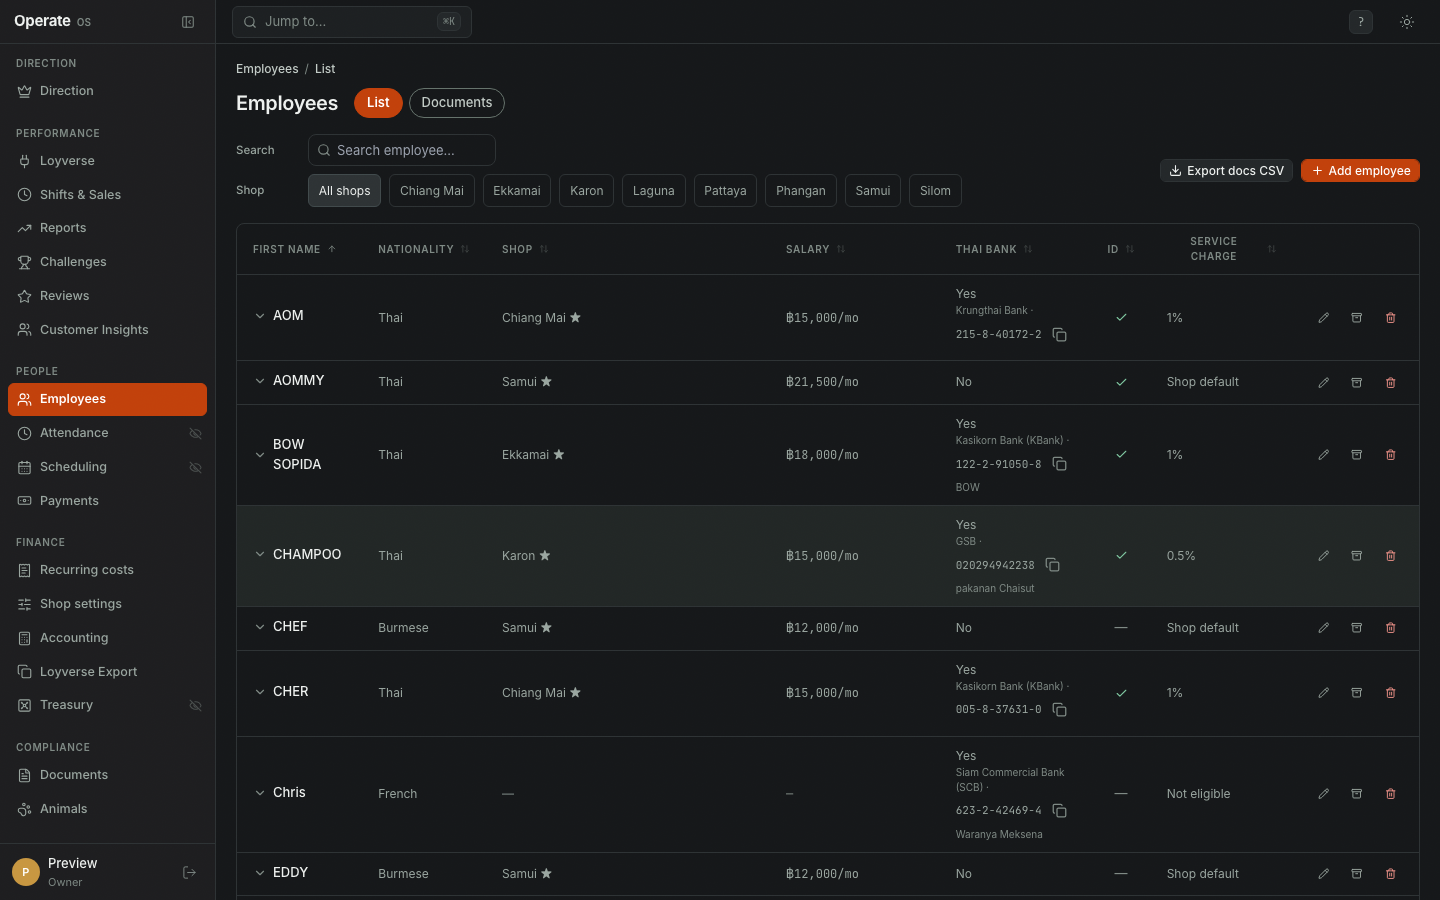 Operate OS
Jump to...
⌘K
?
DIRECTION
Direction
PERFORMANCE
Loyverse
Shifts & Sales
Reports
Challenges
Reviews
Customer Insights
PEOPLE
Employees
Attendance
Scheduling
Payments
FINANCE
Recurring costs
Shop settings
Accounting
Loyverse Export
Treasury
COMPLIANCE
Documents
Animals
P
Preview
Owner
Employees / List
Employees
List
Documents
Search
Search employee...
Shop
All shops
Chiang Mai
Ekkamai
Karon
Laguna
Pattaya
Phangan
Samui
Silom
Export docs CSV
Add employee
FIRST NAME
NATIONALITY
SHOP
SALARY
THAI BANK
ID
SERVICE
CHARGE
AOM
Thai
Chiang Mai
฿15,000/mo
Yes
Krungthai Bank ·
215-8-40172-2
1%
AOMMY
Thai
Samui
฿21,500/mo
No
Shop default
BOW
SOPIDA
Thai
Ekkamai
฿18,000/mo
Yes
Kasikorn Bank (KBank) ·
122-2-91050-8
BOW
1%
CHAMPOO
Thai
Karon
฿15,000/mo
Yes
GSB ·
020294942238
pakanan Chaisut
0.5%
CHEF
Burmese
Samui
฿12,000/mo
No
—
Shop default
CHER
Thai
Chiang Mai
฿15,000/mo
Yes
Kasikorn Bank (KBank) ·
005-8-37631-0
1%
Chris
French
—
–
Yes
Siam Commercial Bank
(SCB) ·
623-2-42469-4
Waranya Meksena
—
Not eligible
EDDY
Burmese
Samui
฿12,000/mo
No
—
Shop default